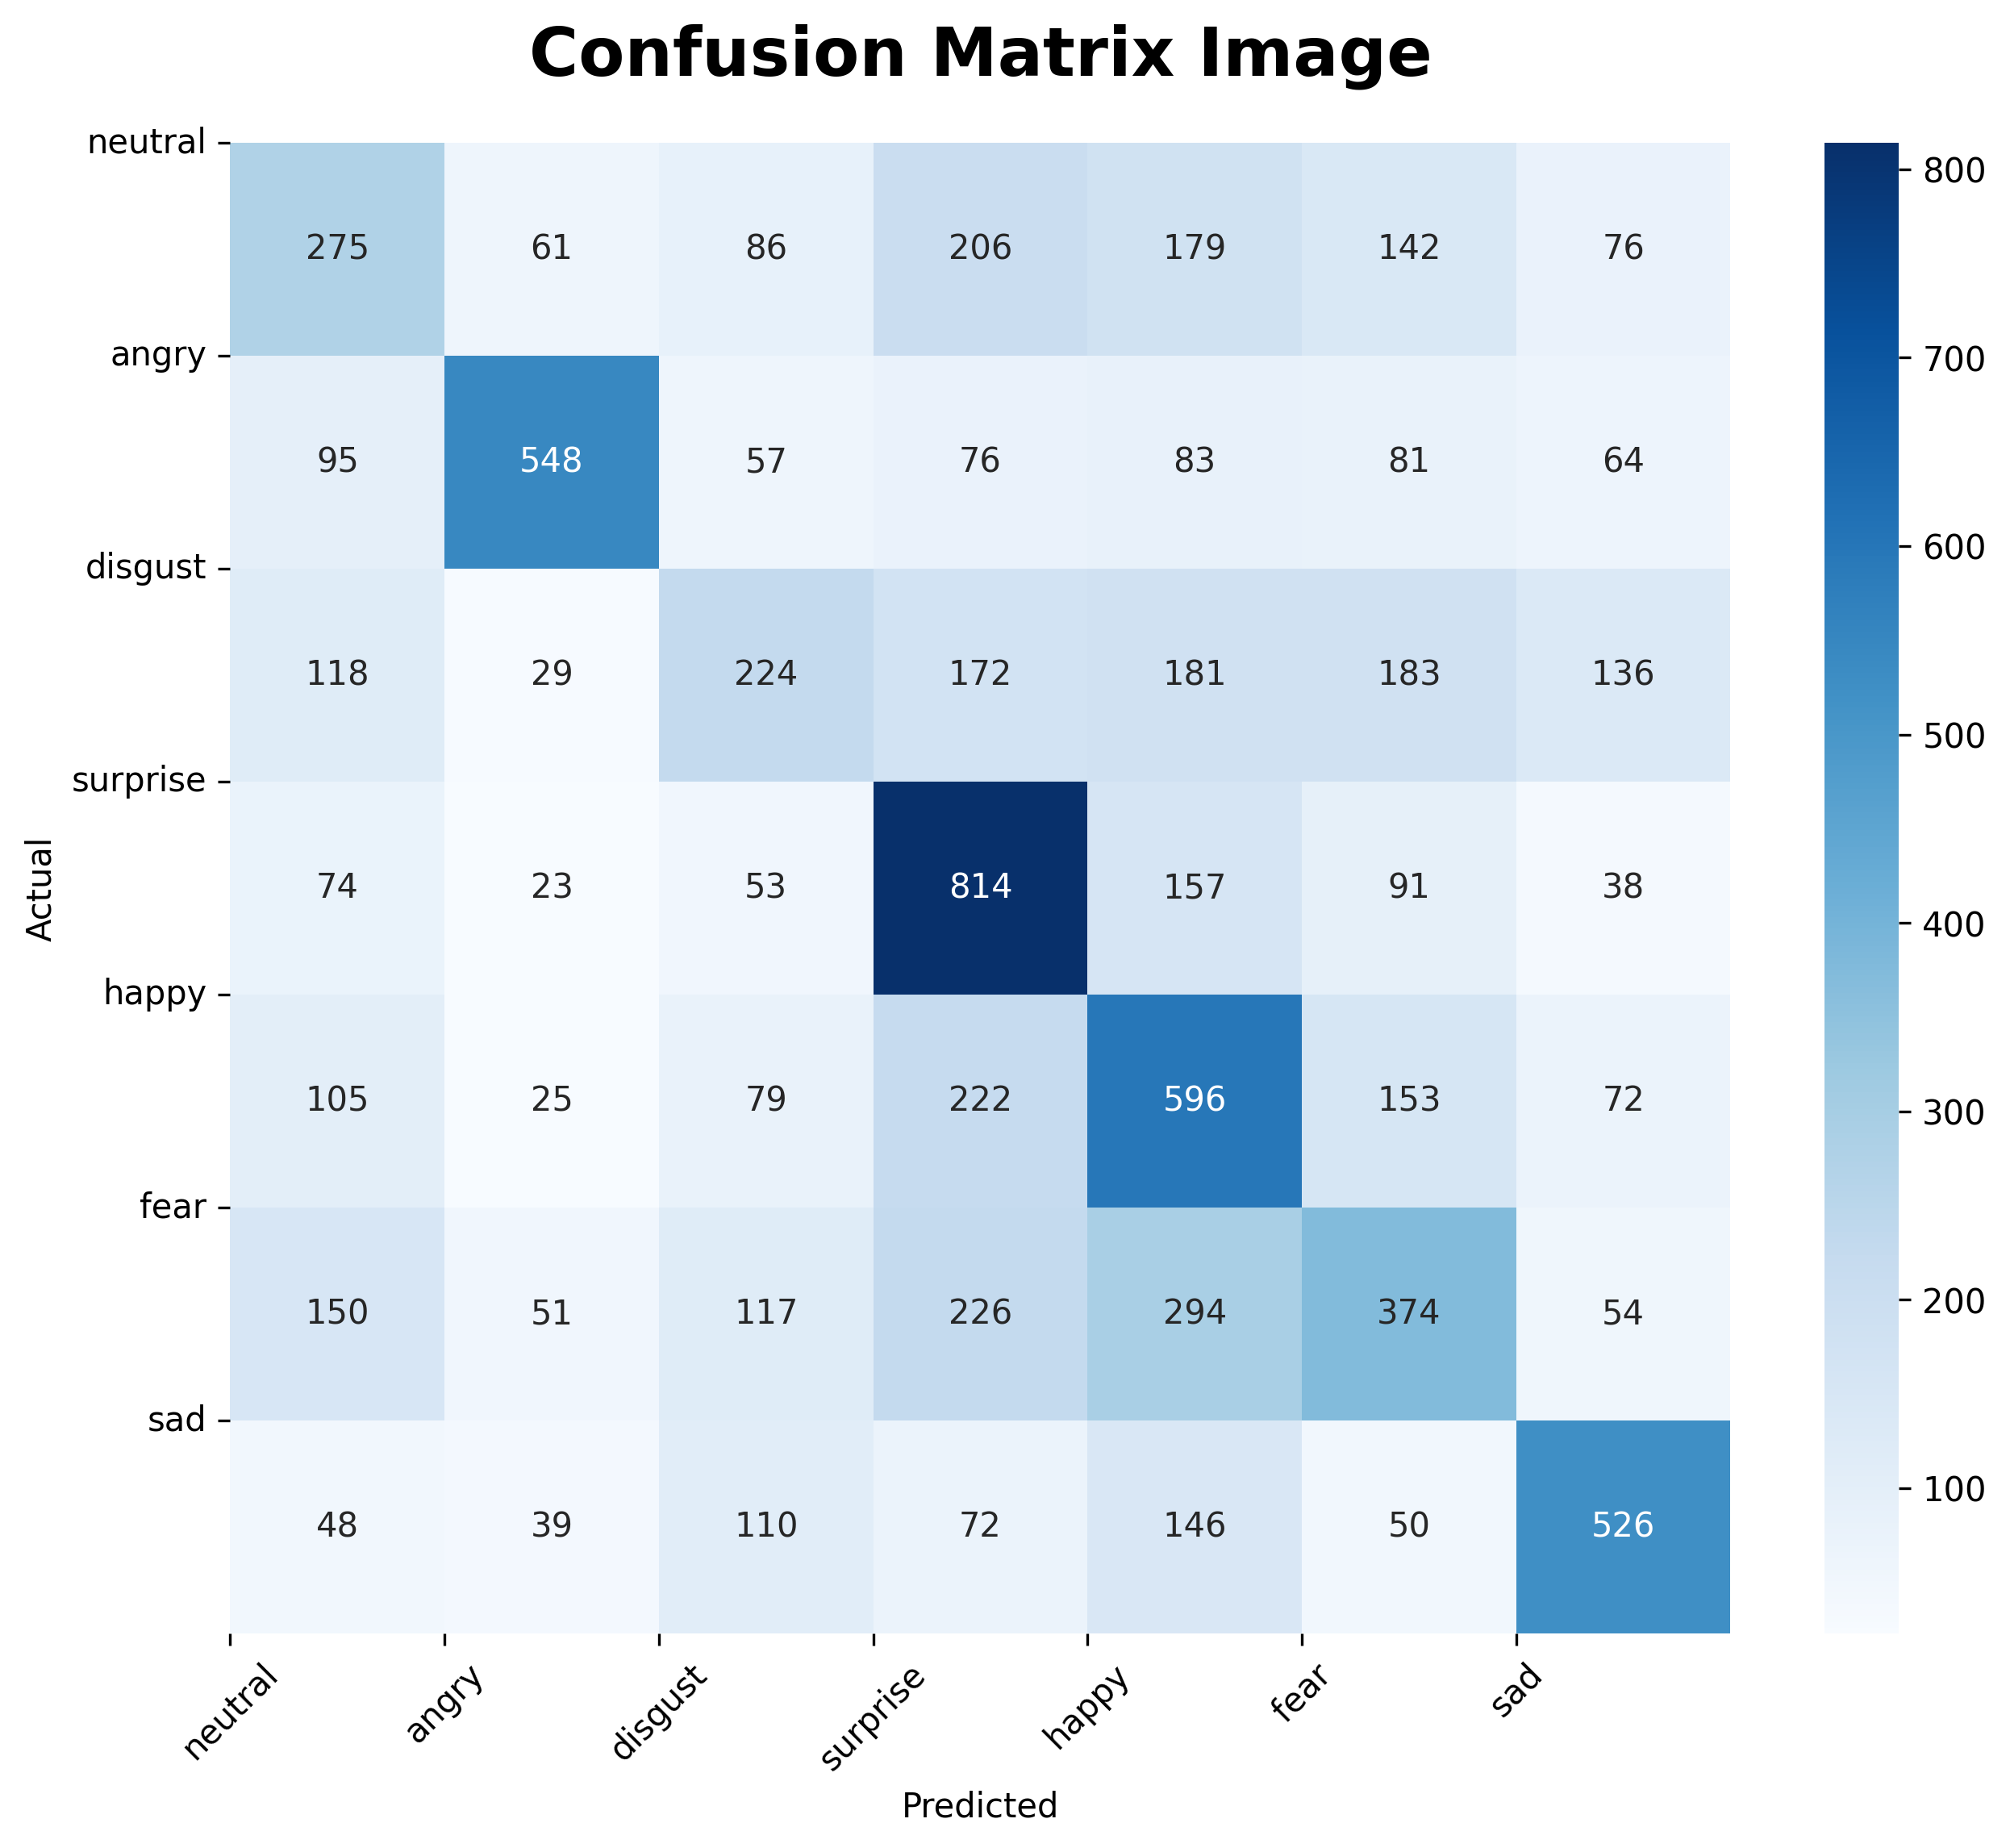 Confusion Matrix Image
neutral
275 61 86 206 179 142 76
angry
95 548 57 76 83 81 64
disgust
118 29 224 172 181 183 136
surprise
74 23 53 814 157 91 38
happy
105 25 79 222 596 153 72
fear
150 51 117 226 294 374 54
sad
48 39 110 72 146 50 526
Actual
neutral angry disgust surprise happy fear sad
Predicted
800
700
600
500
400
300
200
100